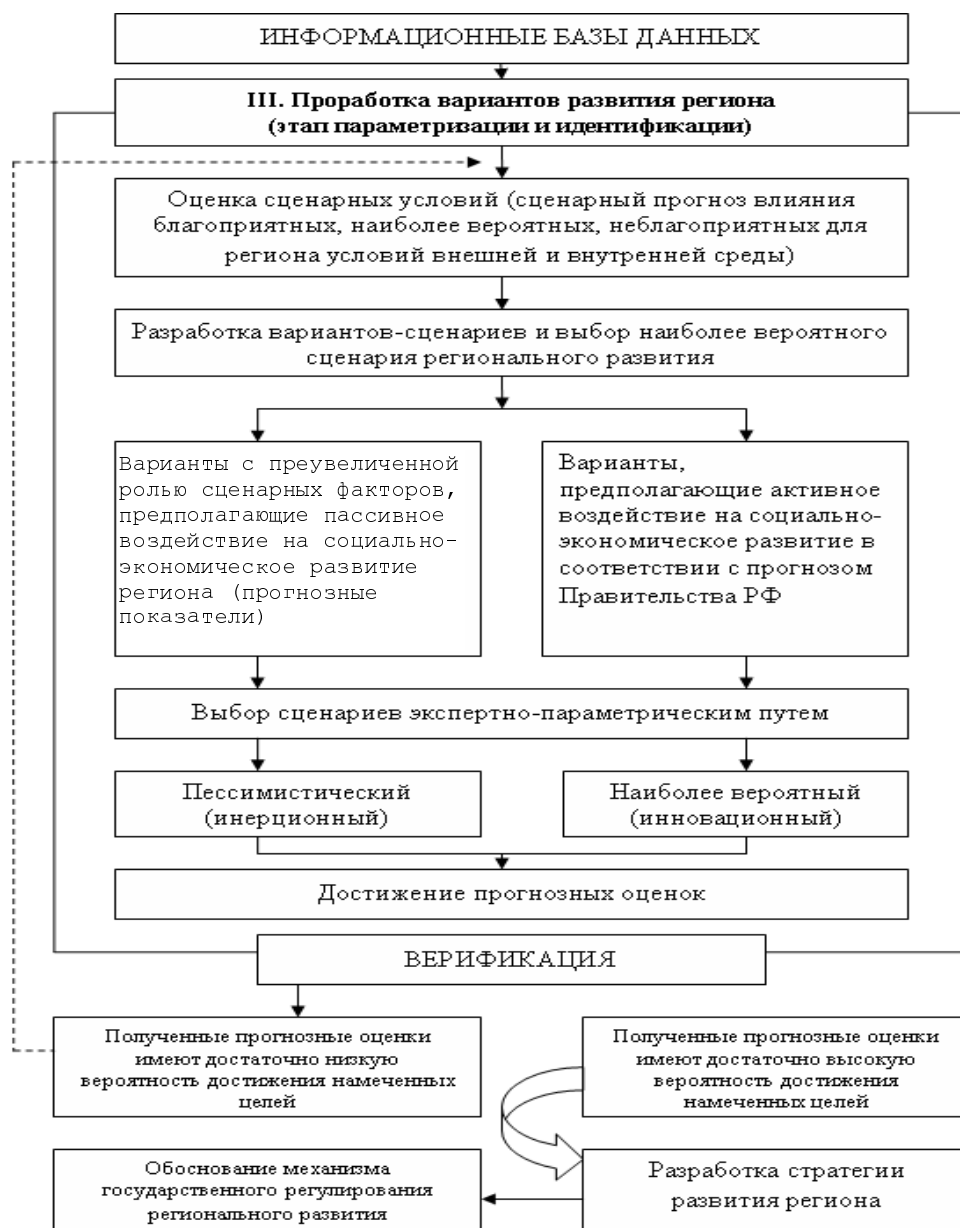 ИНФОРМАЦИОННЫЕ БАЗЫ ДАННЫХ
III. Проработка вариантов развития региона
(этап параметризации и идентификации)
Оценка сценарных условий (сценарный прогноз влияния
благоприятных, наиболее вероятных, неблагоприятных для
региона условий внешней и внутренней среды)
Разработка вариантов-сценариев и выбор наиболее вероятного
сценария регионального развития
Варианты с преувеличенной
ролью сценарных факторов,
предполагающие пассивное
воздействие на социально-
экономическое развитие
региона (прогнозные
показатели)
Варианты,
предполагающие активное
воздействие на социально-
экономическое развитие в
соответствии с прогнозом
Правительства РФ
Выбор сценариев экспертно-параметрическим путем
Пессимистический
(инерционный)
Наиболее вероятный
(инновационный)
Достижение прогнозных оценок
ВЕРИФИКАЦИЯ
Полученные прогнозные оценки
имеют достаточно низкую
вероятность достижения намеченных
целей
Полученные прогнозные оценки
имеют достаточно высокую
вероятность достижения
намеченных целей
Обоснование механизма
государственного регулирования
регионального развития
Разработка стратегии
развития региона